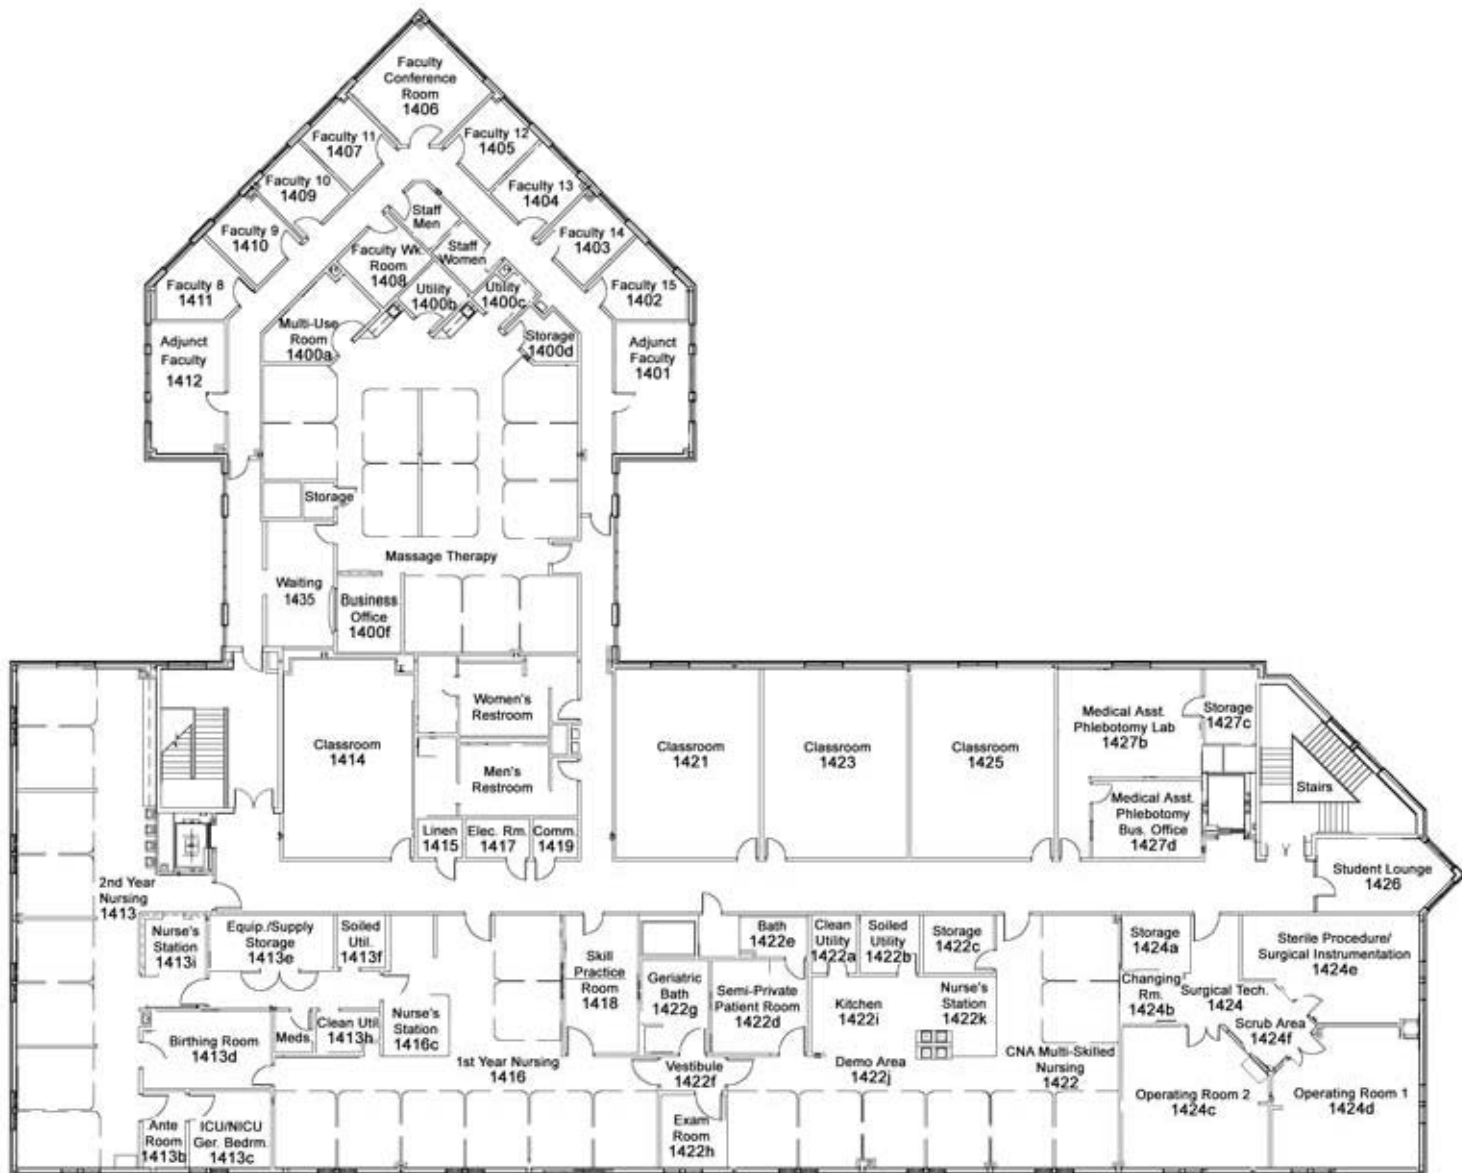 Faculty
Conference
Room
1406
Faculty 11
1407
Faculty 12
1405
Faculty 10
1409
Faculty 13
1404
Faculty 9
1410
Staff
Men
Faculty 14
1403
Faculty Wk.
Room
1408
Staff
Women
Faculty 8
1411
Utility
1400b
Utility
1400c
Faculty 15
1402
Multi-Use
Room
1400a
Storage
1400d
Adjunct
Faculty
1412
Adjunct
Faculty
1401
Storage
Massage Therapy
Waiting
1435
Business
Office
1400f
Women's
Restroom
Classroom
1414
Men's
Restroom
Classroom
1421
Classroom
1423
Classroom
1425
Medical Asst.
Phlebotomy Lab
1427b
Storage
1427c
Stairs
Medical Asst.
Phlebotomy
Bus. Office
1427d
Linen
1415
Elec. Rm.
1417
Comm.
1419
Student Lounge
1426
2nd Year
Nursing
1413
Nurse's
Station
1413i
Equip./Supply
Storage
1413e
Soiled
Util.
1413f
Skill
Practice
Room
1418
Geriatric
Bath
1422g
Bath
1422e
Clean
Utility
1422a
Soiled
Utility
1422b
Storage
1422c
Storage
1424a
Sterile Procedure/
Surgical Instrumentation
1424e
Semi-Private
Patient Room
1422d
Kitchen
1422i
Nurse's
Station
1422k
Changing
Rm.
1424b
Surgical Tech.
1424
Scrub Area
1424f
Birthing Room
1413d
Meds
Clean Util.
1413h
Nurse's
Station
1416c
1st Year Nursing
1416
Vestibule
1422f
Demo Area
1422j
CNA Multi-Skilled
Nursing
1422
Operating Room 2
1424c
Operating Room 1
1424d
Ante
Room
1413b
ICU/NICU
Ger. Bedrm.
1413c
Exam
Room
1422h